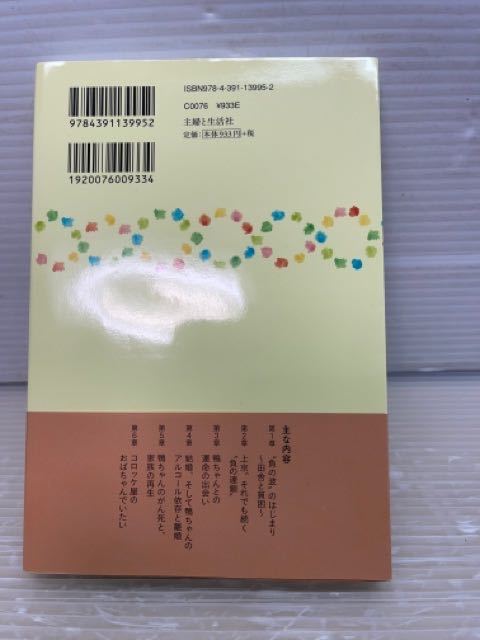 ISBN978-4-391-13995-2
C0076 ¥933E
主婦と生活社
定価：本体933円+税
9784391139952
1920076009334
主な内容
第1章
“負の波”のはじまり
〜田舎と貧困〜
第2章
上京。それでも続く
“負の連鎖”
第3章
鴨ちゃんとの
運命の出会い
第4章
結婚、そして鴨ちゃんの
アルコール依存と離婚
第5章
鴨ちゃんのがん死と、
家族の再生
第6章
コロッケ屋の
おばちゃんでいたい